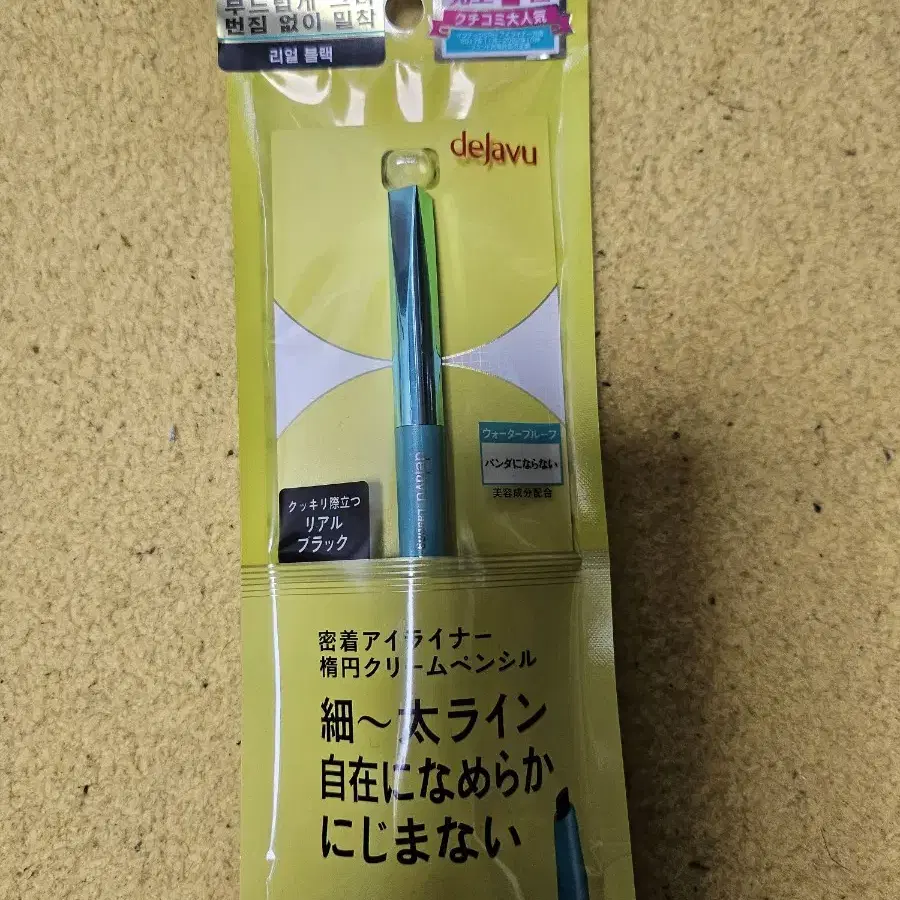 번짐 없이 밀착
리얼 블랙
クチコミ大人気
deJavu
ウォータープルーフ
パンダにならない
美容成分配合
クッキリ際立つ
リアル
ブラック
密着アイライナー
楕円クリームペンシル
細～太ライン
自在になめらか
にじまない